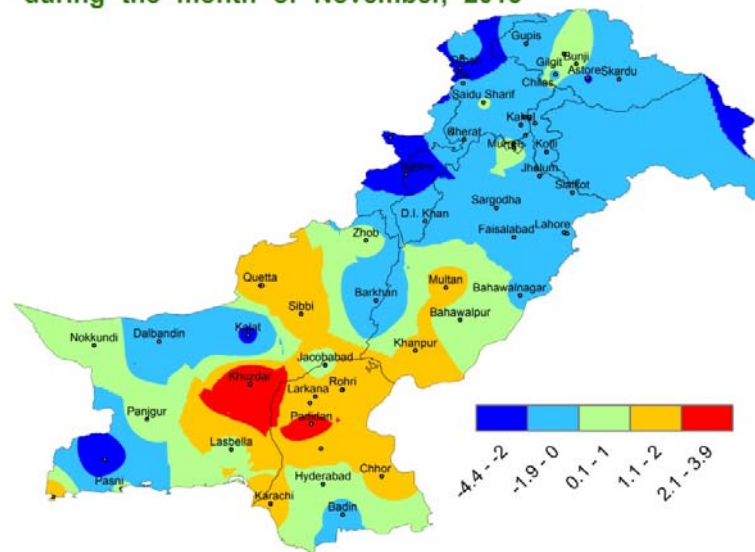 during the month of November, 2015
Gupis
Gilgit
Bunji
Astore
Skardu
Chilas
Saidu Sharif
Kakul
Cherat
Kotli
Jhelum
Sialkot
Sargodha
D.I. Khan
Lahore
Faisalabad
Zhob
Quetta
Multan
Barkhan
Bahawalnagar
Sibbi
Bahawalpur
Kalat
Nokkundi
Dalbandin
Khanpur
Jacobabad
Khuzdar
Rohri
Larkana
Panjgur
Padidan
Lasbella
Pasni
Hyderabad
Chhor
Karachi
Badin
-4.4 - -2
-1.9 - 0
0.1 - 1
1.1 - 2
2.1 - 3.9